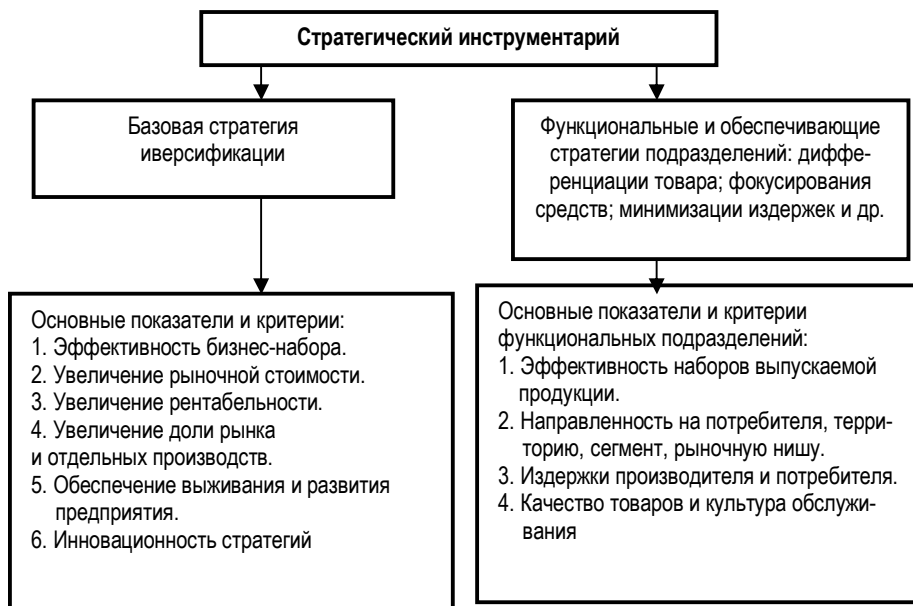 Стратегический инструментарий
Базовая стратегия
иверсификации
Функциональные и обеспечивающие
стратегии подразделений: диффе-
ренциации товара; фокусирования
средств; минимизации издержек и др.
Основные показатели и критерии:
1. Эффективность бизнес-набора.
2. Увеличение рыночной стоимости.
3. Увеличение рентабельности.
4. Увеличение доли рынка
и отдельных производств.
5. Обеспечение выживания и развития
предприятия.
6. Инновационность стратегий
Основные показатели и критерии
функциональных подразделений:
1. Эффективность наборов выпускаемой
продукции.
2. Направленность на потребителя, терри-
торию, сегмент, рыночную нишу.
3. Издержки производителя и потребителя.
4. Качество товаров и культура обслужи-
вания